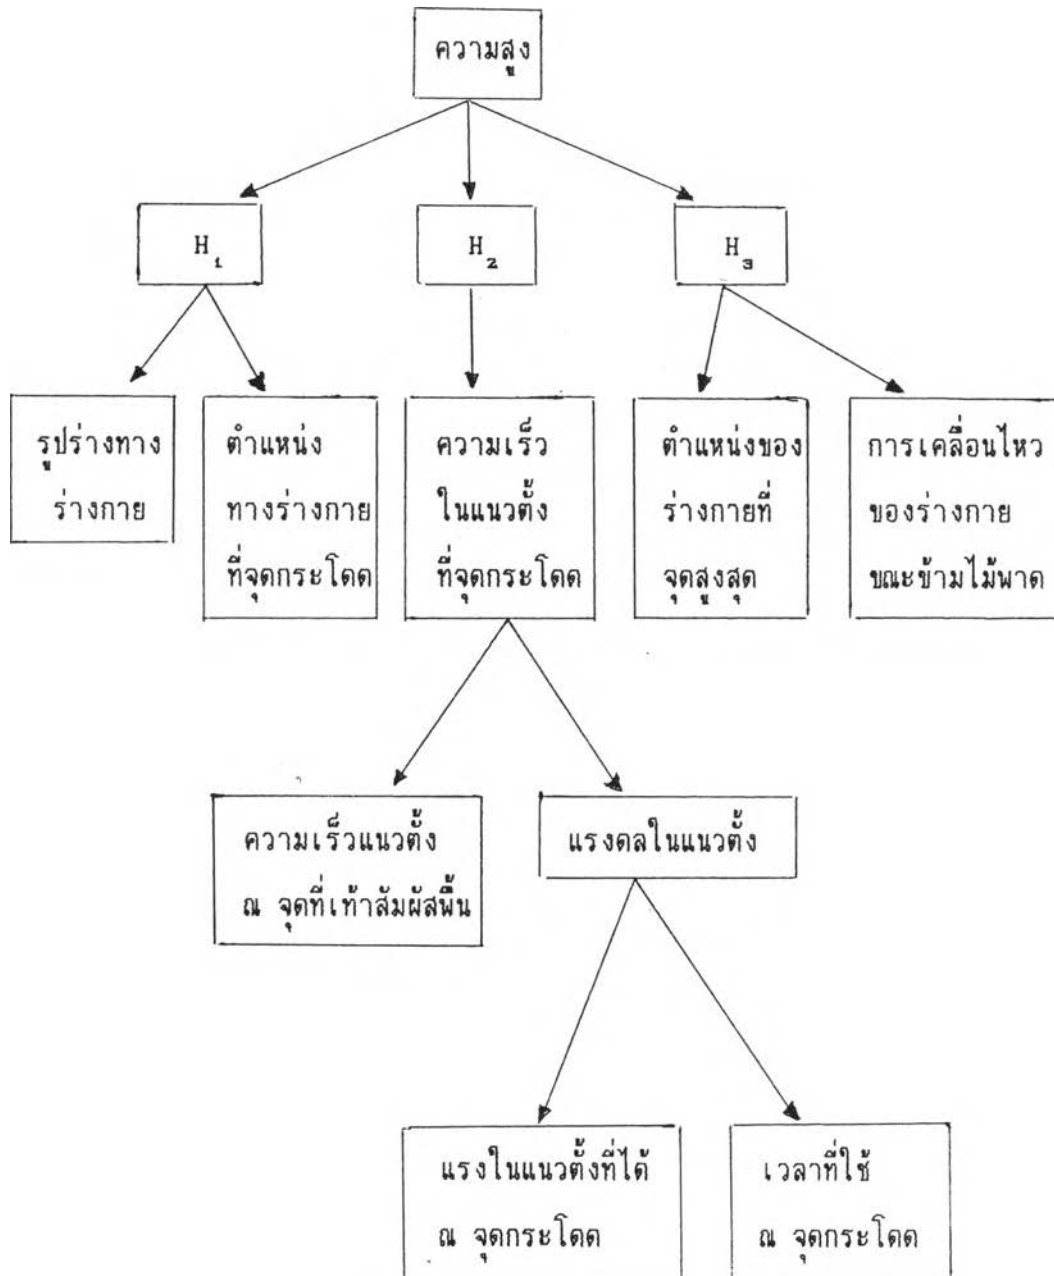 ความสูง
H₁
H₂
H₃
รูปร่างทาง
ร่างกาย
ตำแหน่ง
ทางร่างกาย
ที่จุดกระโดด
ความเร็ว
ในแนวตั้ง
ที่จุดกระโดด
ตำแหน่งของ
ร่างกายที่
จุดสูงสุด
การเคลื่อนไหว
ของร่างกาย
ขณะข้ามไม้พาด
ความเร็วแนวตั้ง
ณ จุดที่เท้าสัมผัสพื้น
แรงดลในแนวตั้ง
แรงในแนวตั้งที่ได้
ณ จุดกระโดด
เวลาที่ใช้
ณ จุดกระโดด